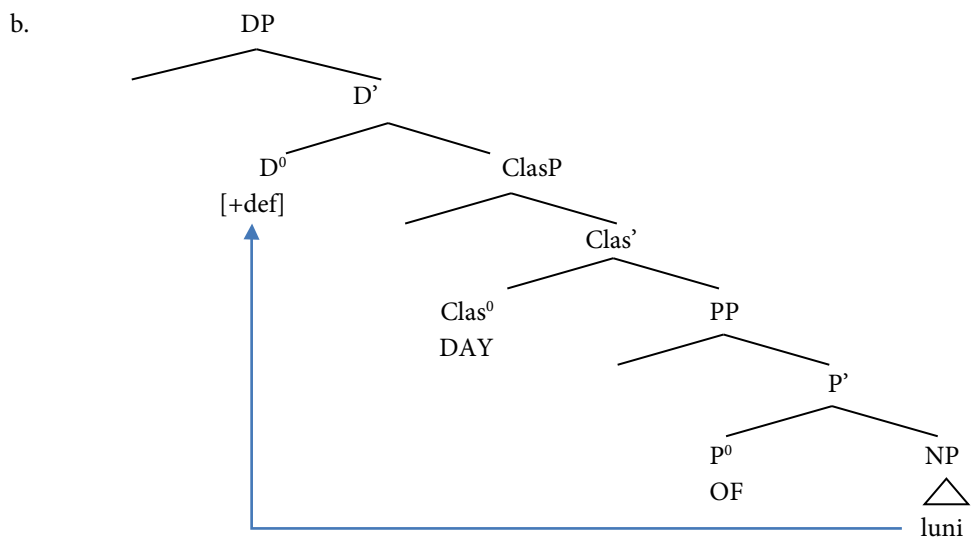 b.
DP
D’
D⁰ ClasP
[+def]
Clas’
Clas⁰ PP
DAY
P’
P⁰ NP
OF
luni